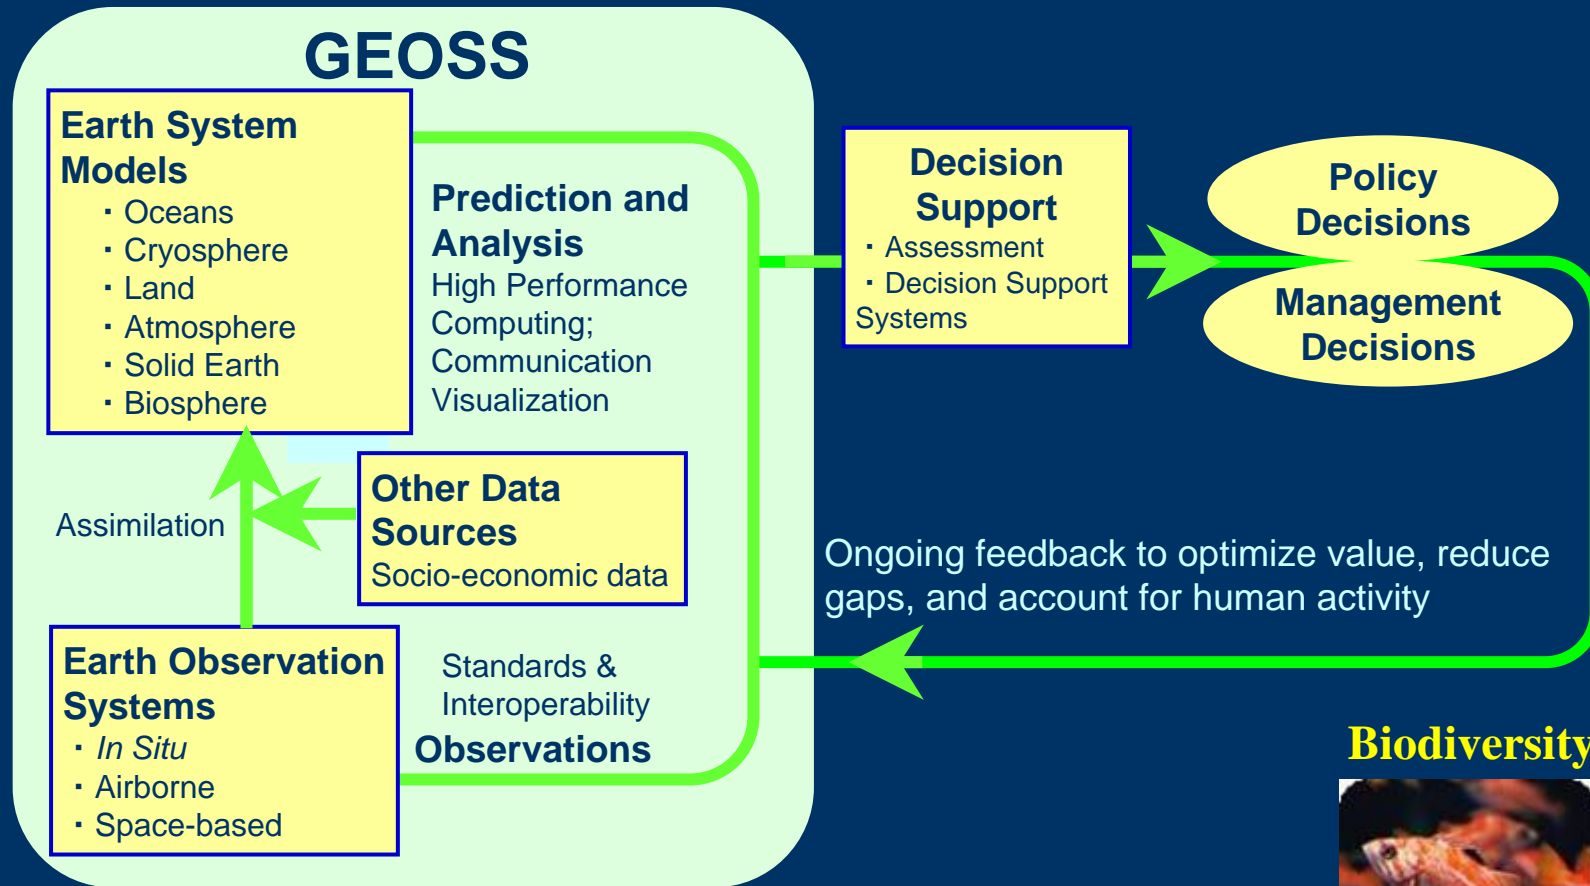 GEOSS
Earth System
Models
・Oceans
・Cryosphere
・Land
・Atmosphere
・Solid Earth
・Biosphere
Prediction and
Analysis
High Performance
Computing;
Communication
Visualization
Other Data
Sources
Socio-economic data
Assimilation
Earth Observation
Systems
・In Situ
・Airborne
・Space-based
Standards &
Interoperability
Observations
Decision
Support
・Assessment
・Decision Support
Systems
Policy
Decisions
Management
Decisions
Ongoing feedback to optimize value, reduce
gaps, and account for human activity
Biodiversity